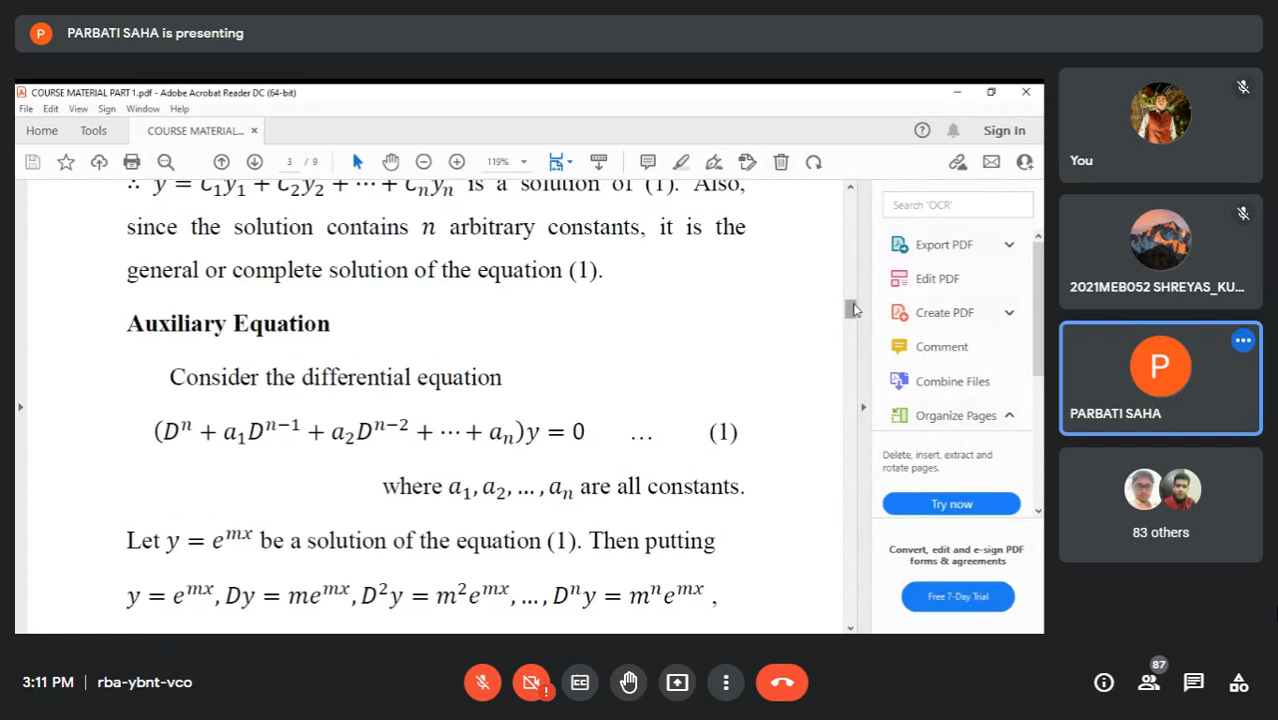 PARBATI SAHA is presenting
COURSE MATERIAL PART 1.pdf - Adobe Acrobat Reader DC (64-bit)
File Edit View Sign Window Help
Home Tools COURSE MATERIAL... × Sign In
3 / 9 119%
∴ y = c₁y₁ + c₂y₂ + ⋯ + cₙyₙ is a solution of (1). Also,
since the solution contains n arbitrary constants, it is the
general or complete solution of the equation (1).
Auxiliary Equation
Consider the differential equation
(Dⁿ + a₁Dⁿ⁻¹ + a₂Dⁿ⁻² + ⋯ + aₙ)y = 0 … (1)
where a₁, a₂, … , aₙ are all constants.
Let y = eᵐˣ be a solution of the equation (1). Then putting
y = eᵐˣ, Dy = meᵐˣ, D²y = m²eᵐˣ, … , Dⁿy = mⁿeᵐˣ ,
Search 'OCR'
Export PDF
Edit PDF
Create PDF
Comment
Combine Files
Organize Pages
Delete, insert, extract and
rotate pages.
Try now
Convert, edit and e-sign PDF
forms & agreements
Free 7-Day Trial
You
2021MEB052 SHREYAS_KU...
P
PARBATI SAHA
83 others
3:11 PM | rba-ybnt-vco
87